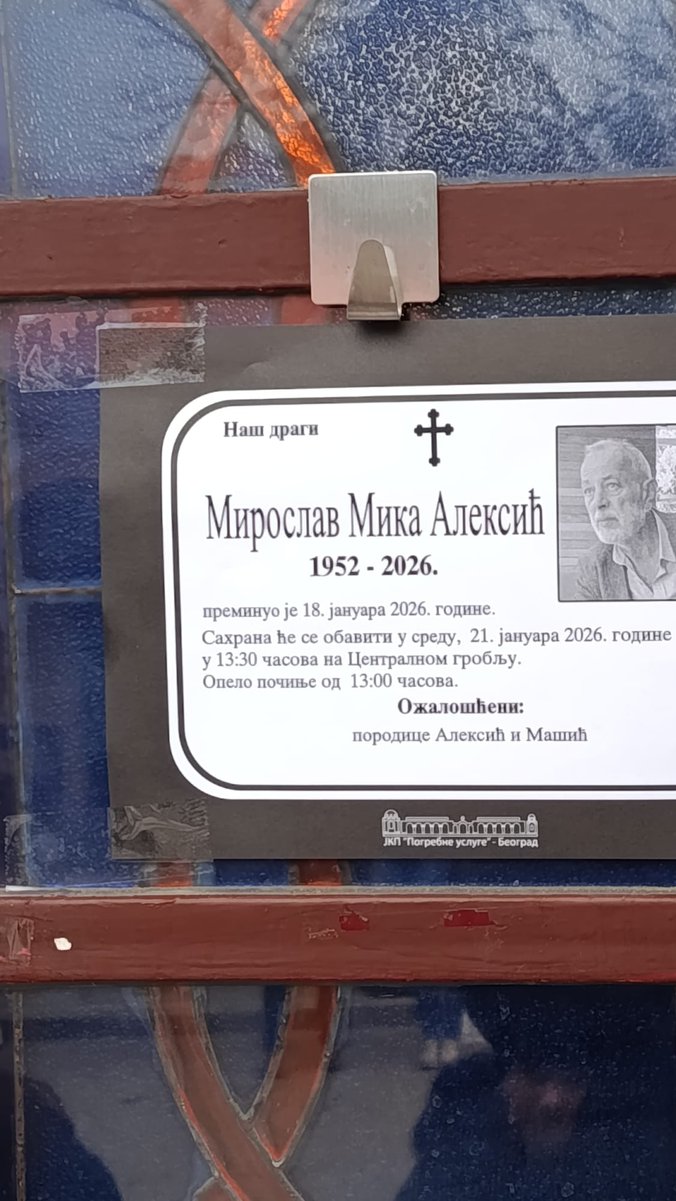 Наш драги
Мирослав Мика Алексић
1952 - 2026.
преминуо је 18. јануара 2026. године.
Сахрана ће се обавити у среду, 21. јануара 2026. године
у 13:30 часова на Централном гробљу.
Опело почиње од 13:00 часова.
Ожалошћени:
породице Алексић и Машић
ЈКП "Погребне услуге" - Београд